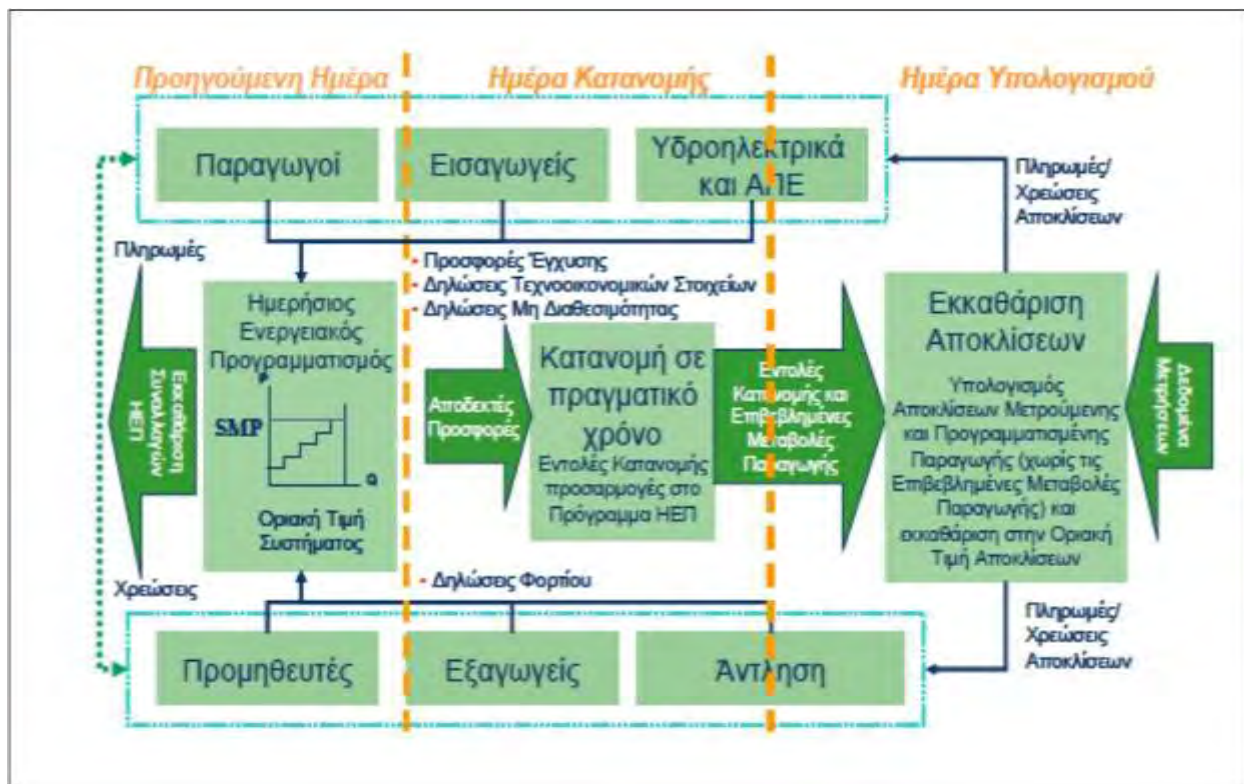 Προηγούμενη Ημέρα
Ημέρα Κατανομής
Ημέρα Υπολογισμού
Παραγωγοί
Εισαγωγείς
Υδροηλεκτρικά
και ΑΠΕ
Πληρωμές/
Χρεώσεις
Αποκλίσεων
Πληρωμές
- Προσφορές Έγχυσης
- Δηλώσεις Τεχνοοικονομικών Στοιχείων
- Δηλώσεις Μη Διαθεσιμότητας
Εκκαθάριση
Συναλλαγών
ΗΕΠ
Ημερήσιος
Ενεργειακός
Προγραμματισμός
P
SMP
Q
Οριακή Τιμή
Συστήματος
Αποδεκτές
Προσφορές
Κατανομή σε
πραγματικό
χρόνο
Εντολές Κατανομής
προσαρμογές στο
Πρόγραμμα ΗΕΠ
Εντολές
Κατανομής και
Επιβεβλημένες
Μεταβολές
Παραγωγής
Εκκαθάριση
Αποκλίσεων
Υπολογισμός
Αποκλίσεων Μετρούμενης
και Προγραμματισμένης
Παραγωγής (χωρίς τις
Επιβεβλημένες Μεταβολές
Παραγωγής) και
εκκαθάριση στην Οριακή
Τιμή Αποκλίσεων
Δεδομένα
Μετρήσεων
Χρεώσεις
- Δηλώσεις Φορτίου
Προμηθευτές
Εξαγωγείς
Άντληση
Πληρωμές/
Χρεώσεις
Αποκλίσεων